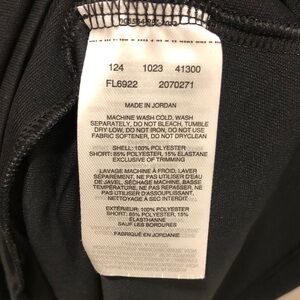 124 1023 41300
FL6922 2070271
MADE IN JORDAN
MACHINE WASH COLD, WASH
SEPARATELY, DO NOT BLEACH, TUMBLE
DRY LOW, DO NOT IRON, DO NOT USE
FABRIC SOFTENER, DO NOT DRYCLEAN
SHELL: 100% POLYESTER
SHORT: 85% POLYESTER, 15% ELASTANE
EXCLUSIVE OF TRIMMING
LAVAGE MACHINE À FROID, LAVER
SÉPARÉMENT, NE PAS UTILISER D'EAU
DE JAVEL, SÉCHAGE MACHINE, BASSE
TEMPÉRATURE, NE PAS REPASSER, NE
PAS UTILISER D'ASSOUPLISSANT,
NETTOYAGE A SEC INTERDIT
EXTÉRIEUR: 100% POLYESTER
SHORT: 85% POLYESTER, 15%
ÉLASTHANNE
SAUF LES BORDURES
FABRIQUÉ EN JORDANIE